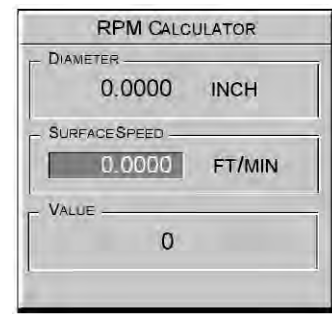 RPM CALCULATOR
DIAMETER
0.0000 INCH
SURFACESPEED
0.0000 FT/MIN
VALUE
0